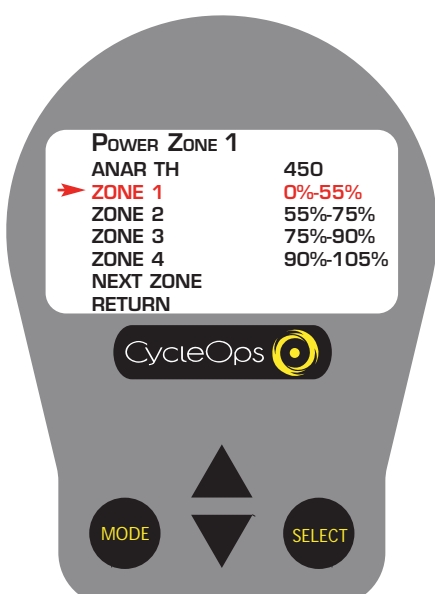 POWER ZONE 1
ANAR TH 450
ZONE 1 0%-55%
ZONE 2 55%-75%
ZONE 3 75%-90%
ZONE 4 90%-105%
NEXT ZONE
RETURN
CycleOps
MODE
SELECT